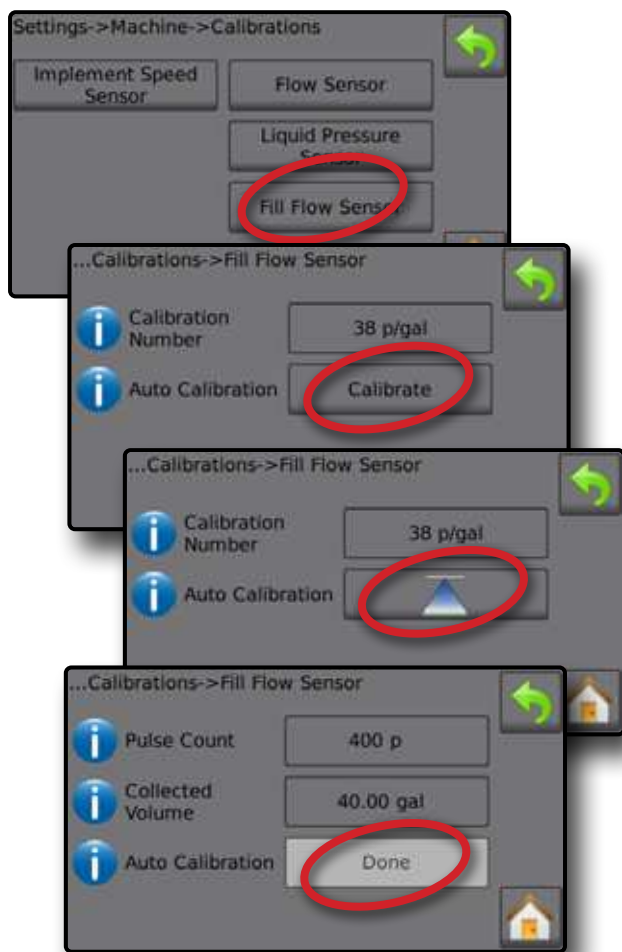 Settings->Machine->Calibrations
Implement Speed
Sensor
Flow Sensor
Liquid Pressure
Sensor
Fill Flow Sensor
...Calibrations->Fill Flow Sensor
Calibration
Number
38 p/gal
Auto Calibration
Calibrate
...Calibrations->Fill Flow Sensor
Calibration
Number
38 p/gal
Auto Calibration
...Calibrations->Fill Flow Sensor
Pulse Count
400 p
Collected
Volume
40.00 gal
Auto Calibration
Done